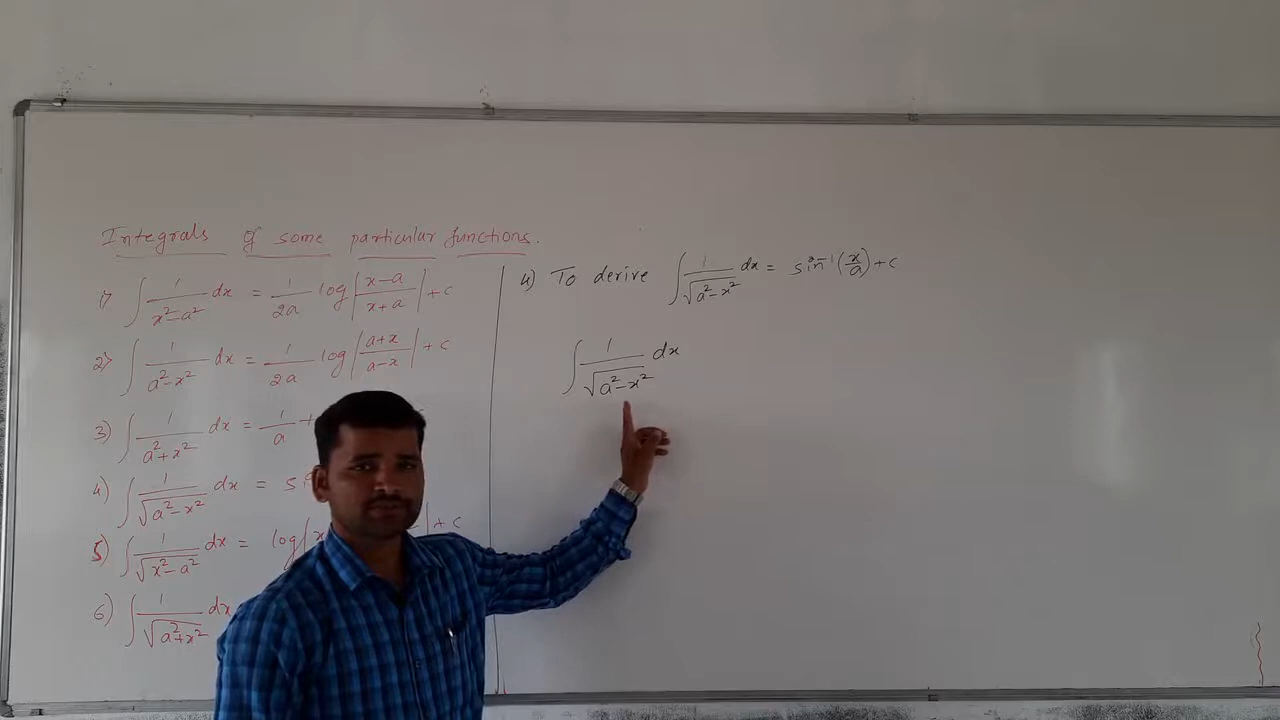 Integrals of some particular functions.
1) ∫ 1/(x²-a²) dx = 1/2a log |(x-a)/(x+a)| + c
2) ∫ 1/(a²-x²) dx = 1/2a log |(a+x)/(a-x)| + c
3) ∫ 1/(a²+x²) dx = 1/a
4) ∫ 1/√(a²-x²) dx =
5) ∫ 1/√(x²-a²) dx = log| | + c
6) ∫ 1/√(a²+x²) dx
4) To derive ∫ 1/√(a²-x²) dx = sin⁻¹(x/a) + c
∫ 1/√(a²-x²) dx